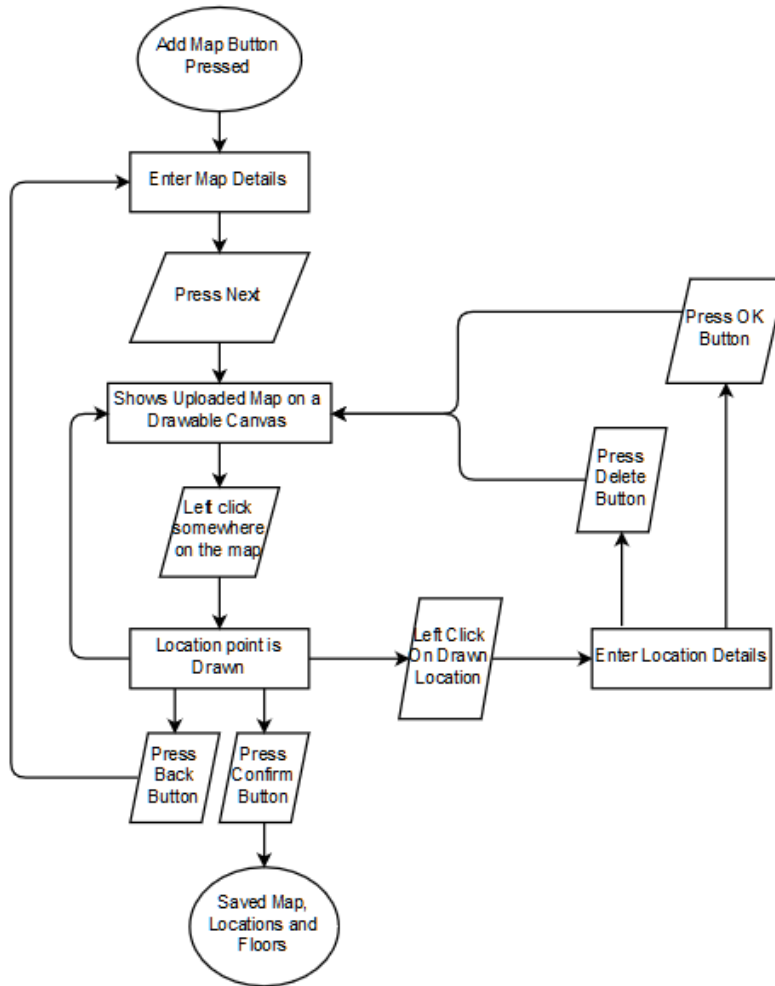 Add Map Button
Pressed
Enter Map Details
Press Next
Press OK
Button
Shows Uploaded Map on a
Drawable Canvas
Press
Delete
Button
Left click
somewhere
on the map
Location point is
Drawn
Left Click
On Drawn
Location
Enter Location Details
Press
Back
Button
Press
Confirm
Button
Saved Map,
Locations and
Floors